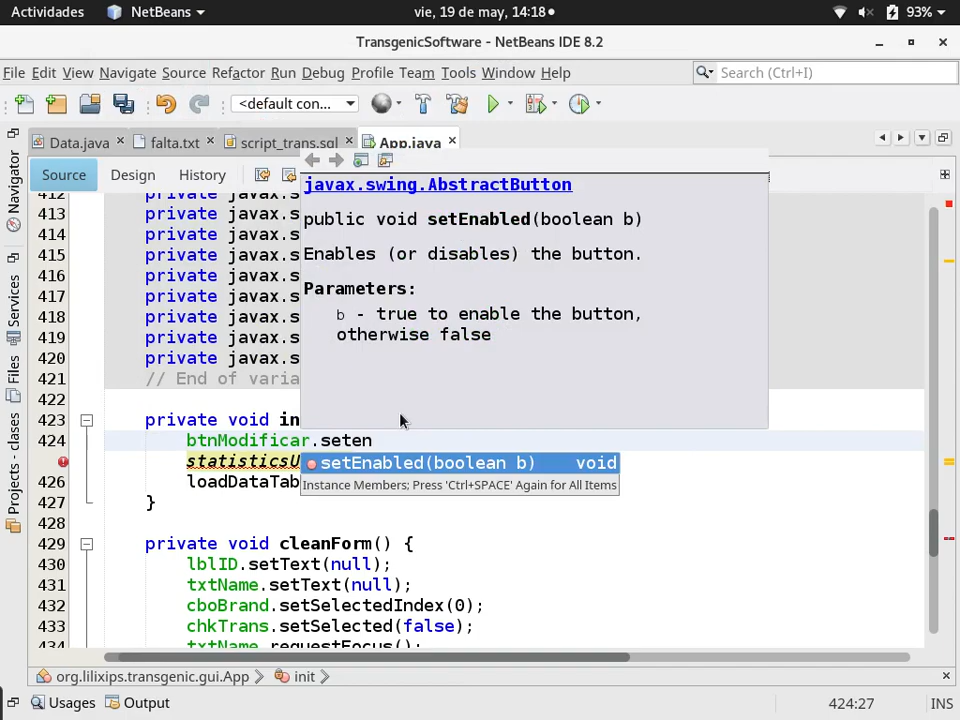 Actividades NetBeans vie, 19 de may, 14:18 93%
TransgenicSoftware - NetBeans IDE 8.2
File Edit View Navigate Source Refactor Run Debug Profile Team Tools Window Help Search (Ctrl+I)
<default con...
Data.java falta.txt script_trans.sql App.java
Source Design History
Navigator
Services
Files
Projects - clases
javax.swing.AbstractButton
public void setEnabled(boolean b)
Enables (or disables) the button.
Parameters:
b - true to enable the button,
otherwise false
412 private javax.s
413 private javax.s
414 private javax.s
415 private javax.s
416 private javax.s
417 private javax.s
418 private javax.s
419 private javax.s
420 private javax.s
421 // End of varia
422
423 private void in
424 btnModificar.seten
statisticsU
setEnabled(boolean b) void
426 loadDataTab
Instance Members; Press 'Ctrl+SPACE' Again for All Items
427 }
428
429 private void cleanForm() {
430 lblID.setText(null);
431 txtName.setText(null);
432 cboBrand.setSelectedIndex(0);
433 chkTrans.setSelected(false);
434 txtName.requestFocus();
org.lilixips.transgenic.gui.App init
Usages Output 424:27 INS